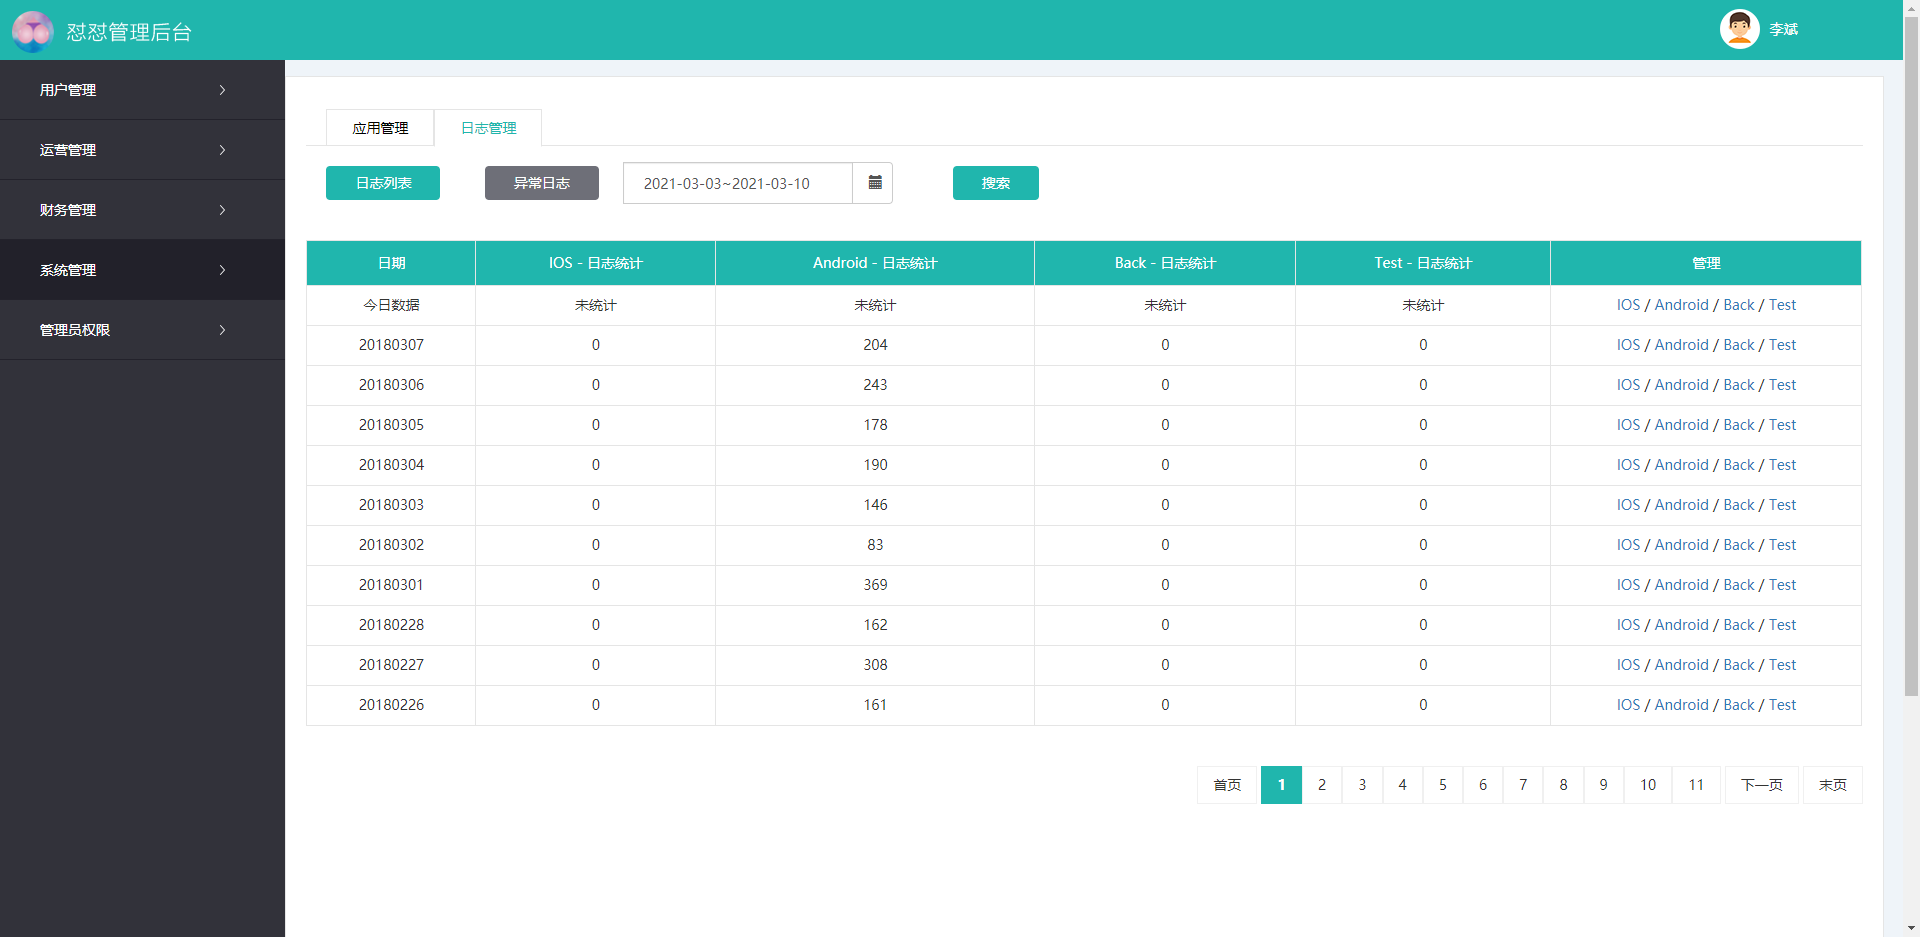 怼怼管理后台
李斌
用户管理
运营管理
财务管理
系统管理
管理员权限
应用管理 日志管理
日志列表 异常日志 2021-03-03~2021-03-10 搜索
日期 IOS - 日志统计 Android - 日志统计 Back - 日志统计 Test - 日志统计 管理
今日数据 未统计 未统计 未统计 未统计 IOS / Android / Back / Test
20180307 0 204 0 0 IOS / Android / Back / Test
20180306 0 243 0 0 IOS / Android / Back / Test
20180305 0 178 0 0 IOS / Android / Back / Test
20180304 0 190 0 0 IOS / Android / Back / Test
20180303 0 146 0 0 IOS / Android / Back / Test
20180302 0 83 0 0 IOS / Android / Back / Test
20180301 0 369 0 0 IOS / Android / Back / Test
20180228 0 162 0 0 IOS / Android / Back / Test
20180227 0 308 0 0 IOS / Android / Back / Test
20180226 0 161 0 0 IOS / Android / Back / Test
首页 1 2 3 4 5 6 7 8 9 10 11 下一页 末页